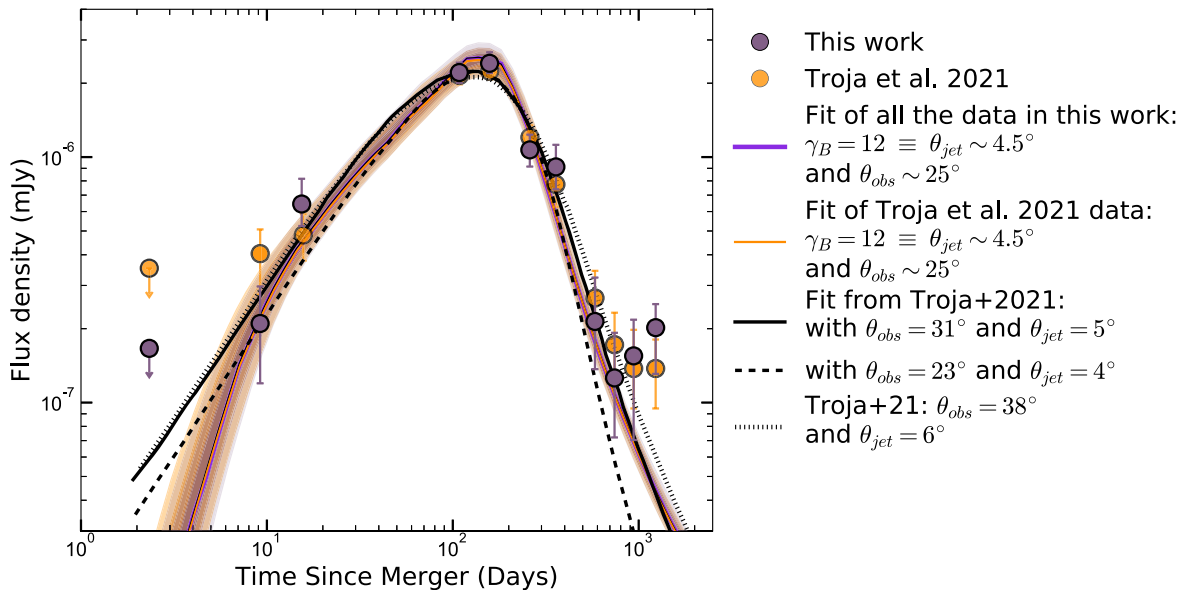 Flux density (mJy)
10^{-6}
10^{-7}
10^{0}
10^{1}
10^{2}
10^{3}
Time Since Merger (Days)
This work
Troja et al. 2021
Fit of all the data in this work:
γ_B = 12 ≡ θ_jet ∼ 4.5°
and θ_obs ∼ 25°
Fit of Troja et al. 2021 data:
γ_B = 12 ≡ θ_jet ∼ 4.5°
and θ_obs ∼ 25°
Fit from Troja+2021:
with θ_obs = 31° and θ_jet = 5°
with θ_obs = 23° and θ_jet = 4°
Troja+21: θ_obs = 38°
and θ_jet = 6°